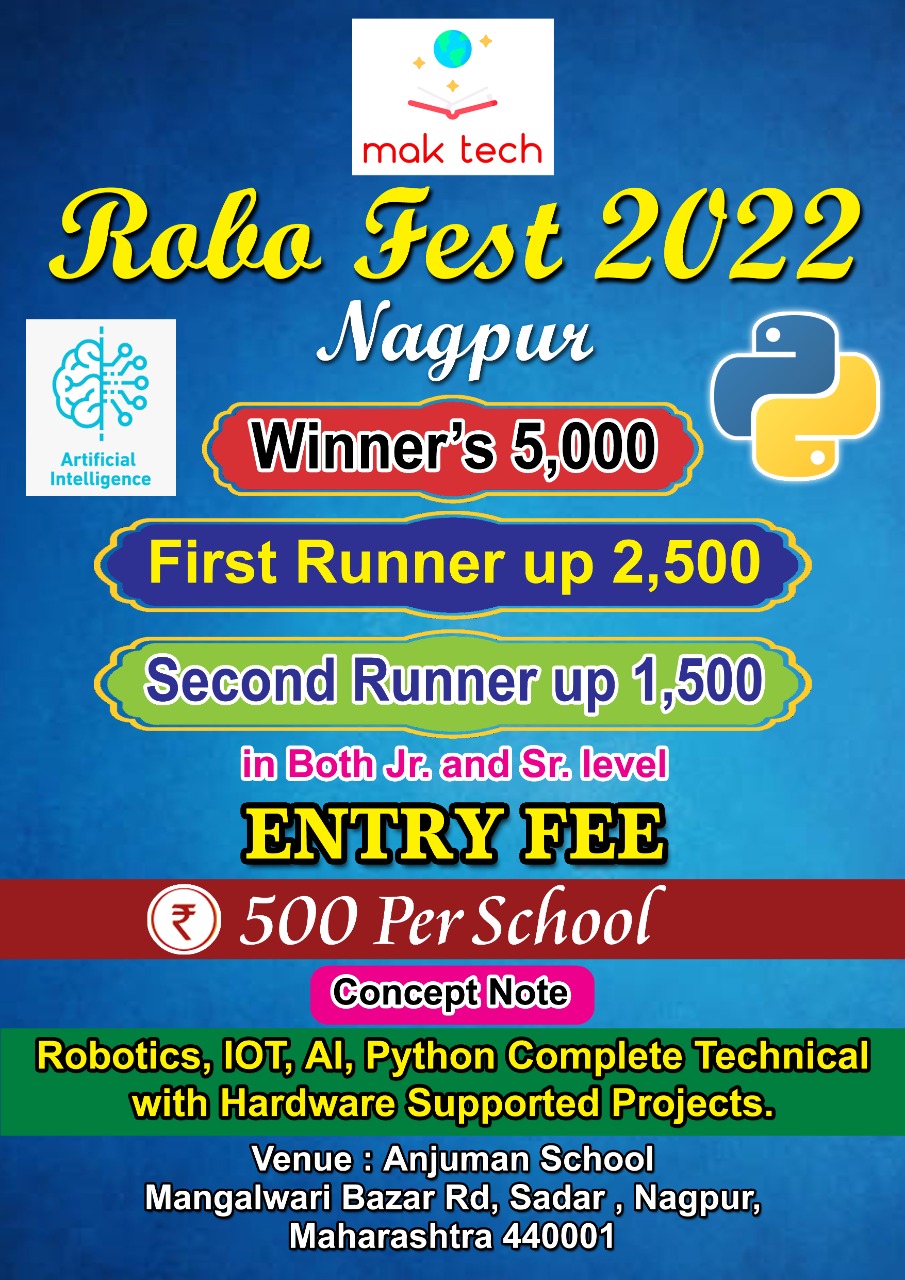 mak tech
Robo Fest 2022
Nagpur
Artificial
Intelligence
Winner's 5,000
First Runner up 2,500
Second Runner up 1,500
in Both Jr. and Sr. level
ENTRY FEE
₹ 500 Per School
Concept Note
Robotics, IOT, AI, Python Complete Technical
with Hardware Supported Projects.
Venue : Anjuman School
Mangalwari Bazar Rd, Sadar , Nagpur,
Maharashtra 440001